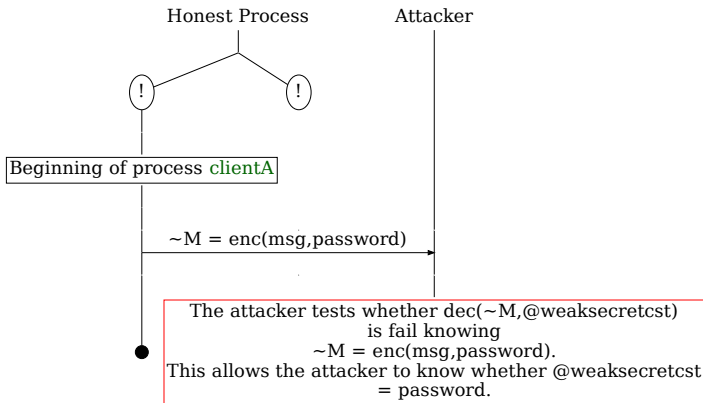 Honest Process
Attacker
!
!
Beginning of process clientA
~M = enc(msg,password)
The attacker tests whether dec(~M,@weaksecretcst)
is fail knowing
~M = enc(msg,password).
This allows the attacker to know whether @weaksecretcst
= password.